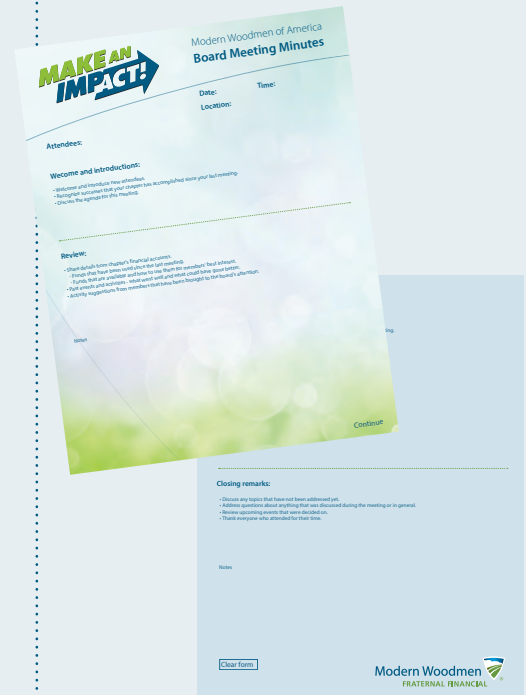 MAKE AN
IMPACT!
Modern Woodmen of America
Board Meeting Minutes
Date:
Time:
Location:
Attendees:
Wecome and introductions:
• Welcome and introduce new attendees.
• Recognize successes that your chapter has accomplished since your last meeting.
• Discuss the agenda for this meeting.
Review:
• Share details from chapter's financial accounts.
- Funds that have been used since the last meeting.
- Funds that are available and how to use them for members' best interest.
• Past events and activities - what went well and what could have gone better.
• Activity suggestions from members that have been brought to the board's attention.
Notes
Continue
ing.
Closing remarks:
• Discuss any topics that have not been addressed yet.
• Address questions about anything that was discussed during the meeting or in general.
• Review upcoming events that were decided on.
• Thank everyone who attended for their time.
Notes
Clear form
Modern Woodmen
FRATERNAL FINANCIAL